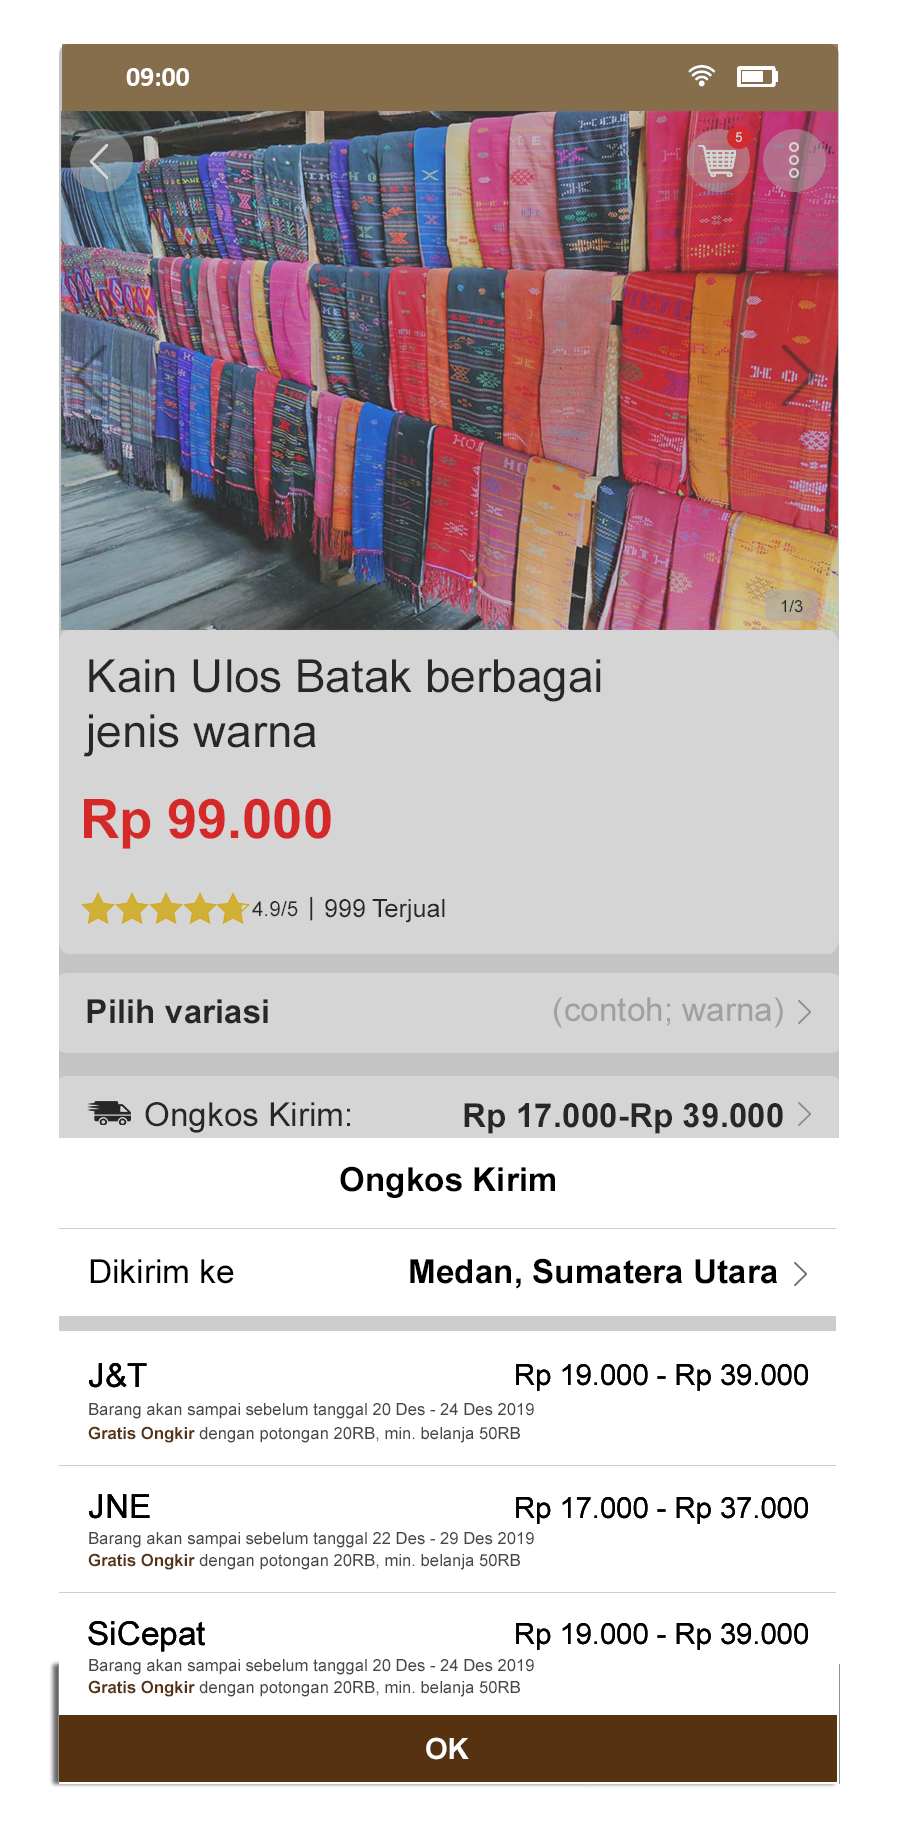 09:00
5
1/3
Kain Ulos Batak berbagai
jenis warna
Rp 99.000
4.9/5 | 999 Terjual
Pilih variasi (contoh; warna)
Ongkos Kirim: Rp 17.000-Rp 39.000
Ongkos Kirim
Dikirim ke Medan, Sumatera Utara
J&T Rp 19.000 - Rp 39.000
Barang akan sampai sebelum tanggal 20 Des - 24 Des 2019
Gratis Ongkir dengan potongan 20RB, min. belanja 50RB
JNE Rp 17.000 - Rp 37.000
Barang akan sampai sebelum tanggal 22 Des - 29 Des 2019
Gratis Ongkir dengan potongan 20RB, min. belanja 50RB
SiCepat Rp 19.000 - Rp 39.000
Barang akan sampai sebelum tanggal 20 Des - 24 Des 2019
Gratis Ongkir dengan potongan 20RB, min. belanja 50RB
OK